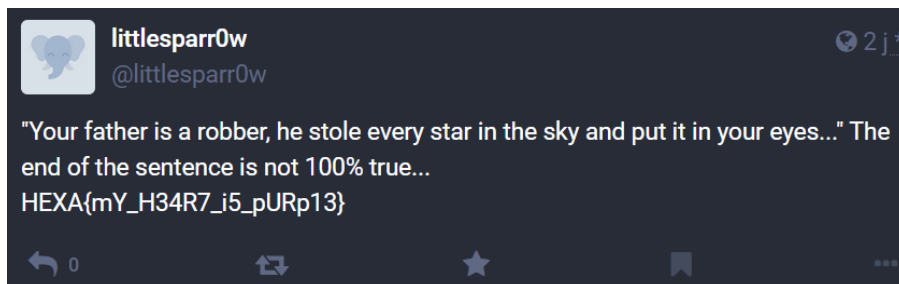 littlesparr0w
2 j *
@littlesparr0w
"Your father is a robber, he stole every star in the sky and put it in your eyes..." The
end of the sentence is not 100% true...
HEXA{mY_H34R7_i5_pURp13}
0